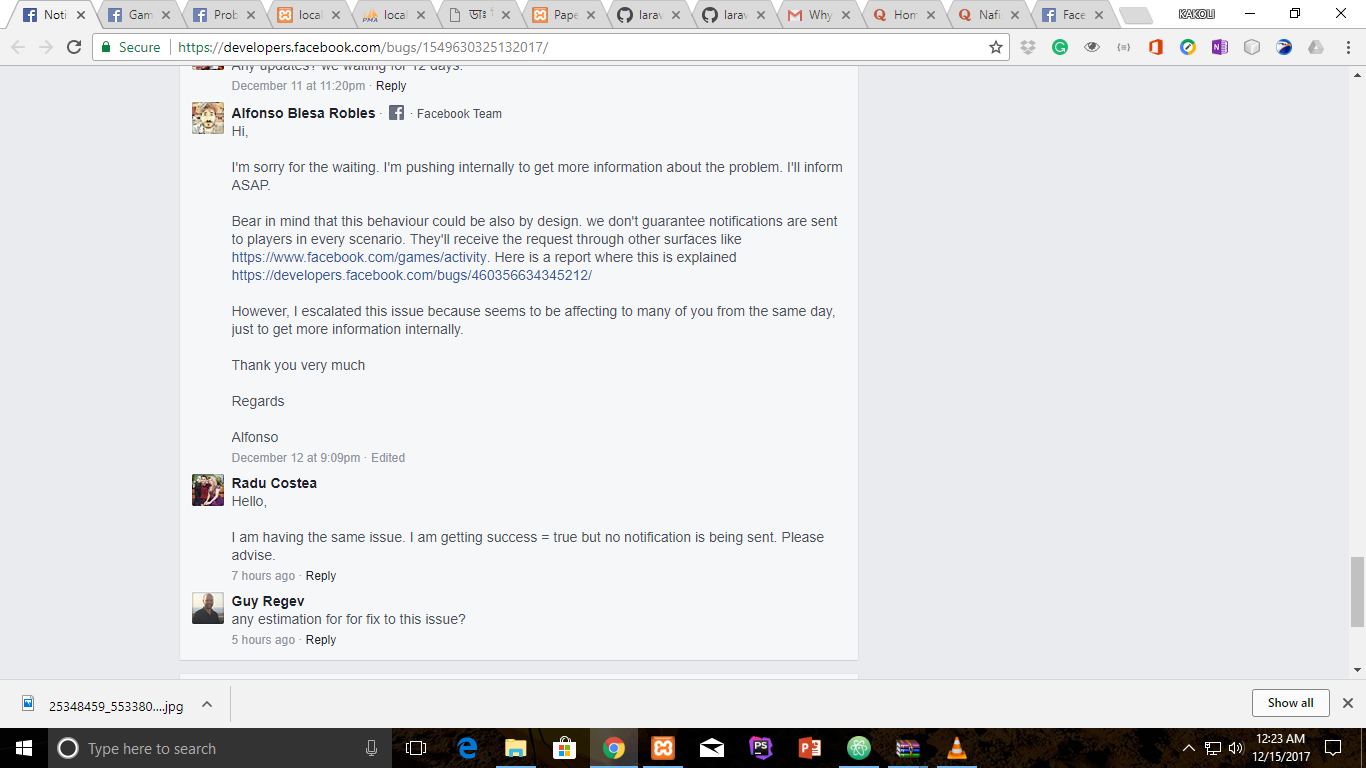 Noti
Gam
Prob
local
local
ডাঃ
Pape
larav
larav
Why
Hom
Nafi
Face
KAKOLI
Secure
https://developers.facebook.com/bugs/1549630325132017/
Any updates? we waiting for 12 days.
December 11 at 11:20pm · Reply
Alfonso Blesa Robles · Facebook Team
Hi,
I'm sorry for the waiting. I'm pushing internally to get more information about the problem. I'll inform
ASAP.
Bear in mind that this behaviour could be also by design. we don't guarantee notifications are sent
to players in every scenario. They'll receive the request through other surfaces like
https://www.facebook.com/games/activity. Here is a report where this is explained
https://developers.facebook.com/bugs/460356634345212/
However, I escalated this issue because seems to be affecting to many of you from the same day,
just to get more information internally.
Thank you very much
Regards
Alfonso
December 12 at 9:09pm · Edited
Radu Costea
Hello,
I am having the same issue. I am getting success = true but no notification is being sent. Please
advise.
7 hours ago · Reply
Guy Regev
any estimation for for fix to this issue?
5 hours ago · Reply
25348459_553380....jpg
Show all
Type here to search
12:23 AM
12/15/2017